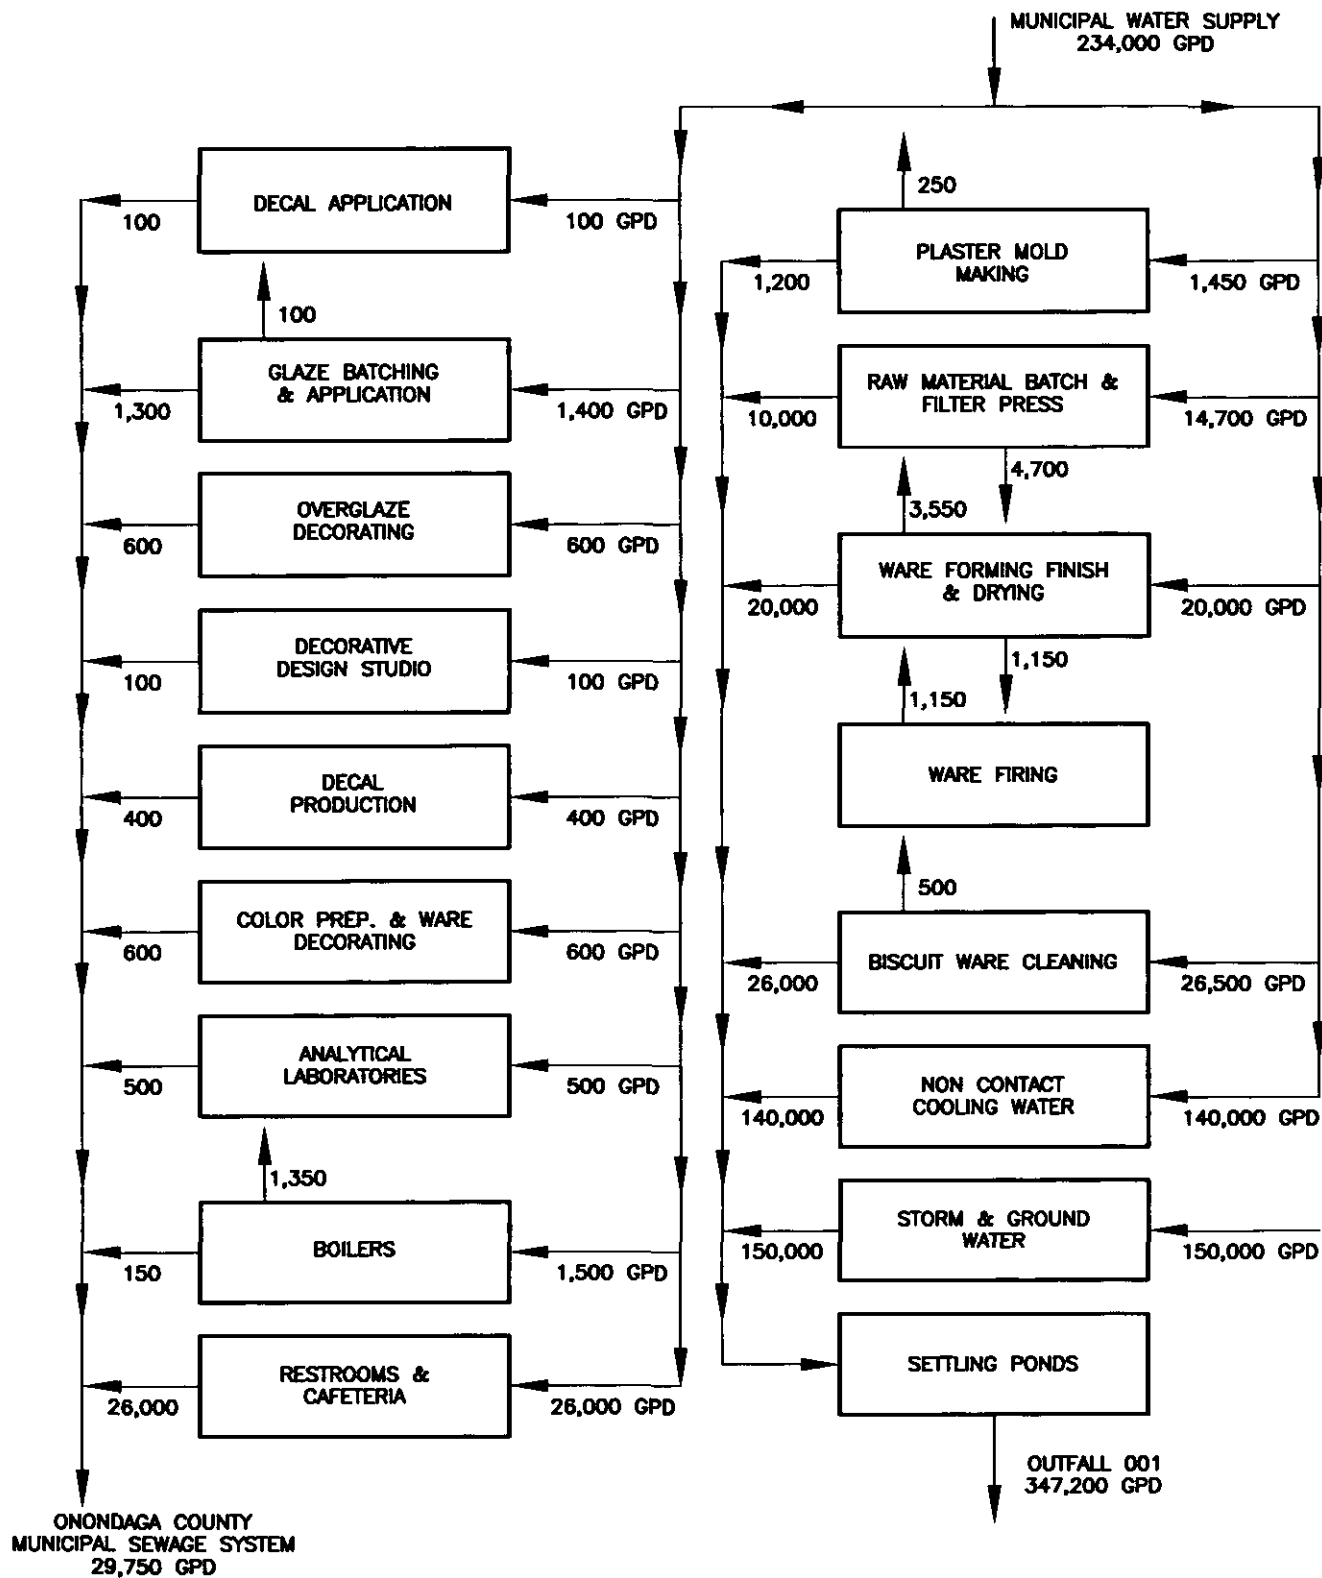 MUNICIPAL WATER SUPPLY
234,000 GPD
DECAL APPLICATION
100
100 GPD
100
GLAZE BATCHING
& APPLICATION
1,300
1,400 GPD
OVERGLAZE
DECORATING
600
600 GPD
DECORATIVE
DESIGN STUDIO
100
100 GPD
DECAL
PRODUCTION
400
400 GPD
COLOR PREP. & WARE
DECORATING
600
600 GPD
ANALYTICAL
LABORATORIES
500
500 GPD
1,350
BOILERS
150
1,500 GPD
RESTROOMS &
CAFETERIA
26,000
26,000 GPD
ONONDAGA COUNTY
MUNICIPAL SEWAGE SYSTEM
29,750 GPD
250
PLASTER MOLD
MAKING
1,200
1,450 GPD
RAW MATERIAL BATCH &
FILTER PRESS
10,000
14,700 GPD
4,700
3,550
WARE FORMING FINISH
& DRYING
20,000
20,000 GPD
1,150
1,150
WARE FIRING
500
BISCUIT WARE CLEANING
26,000
26,500 GPD
NON CONTACT
COOLING WATER
140,000
140,000 GPD
STORM & GROUND
WATER
150,000
150,000 GPD
SETTLING PONDS
OUTFALL 001
347,200 GPD